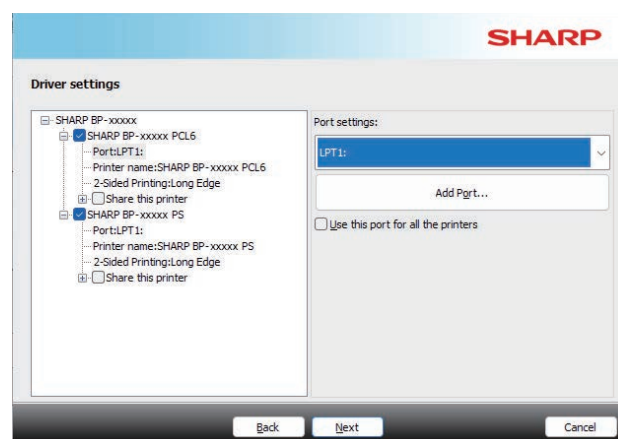 SHARP
Driver settings
SHARP BP-xxxxx
SHARP BP-xxxxx PCL6
Port:LPT1:
Printer name:SHARP BP-xxxxx PCL6
2-Sided Printing:Long Edge
Share this printer
SHARP BP-xxxxx PS
Port:LPT1:
Printer name:SHARP BP-xxxxx PS
2-Sided Printing:Long Edge
Share this printer
Port settings:
LPT1:
Add Port...
Use this port for all the printers
Back
Next
Cancel